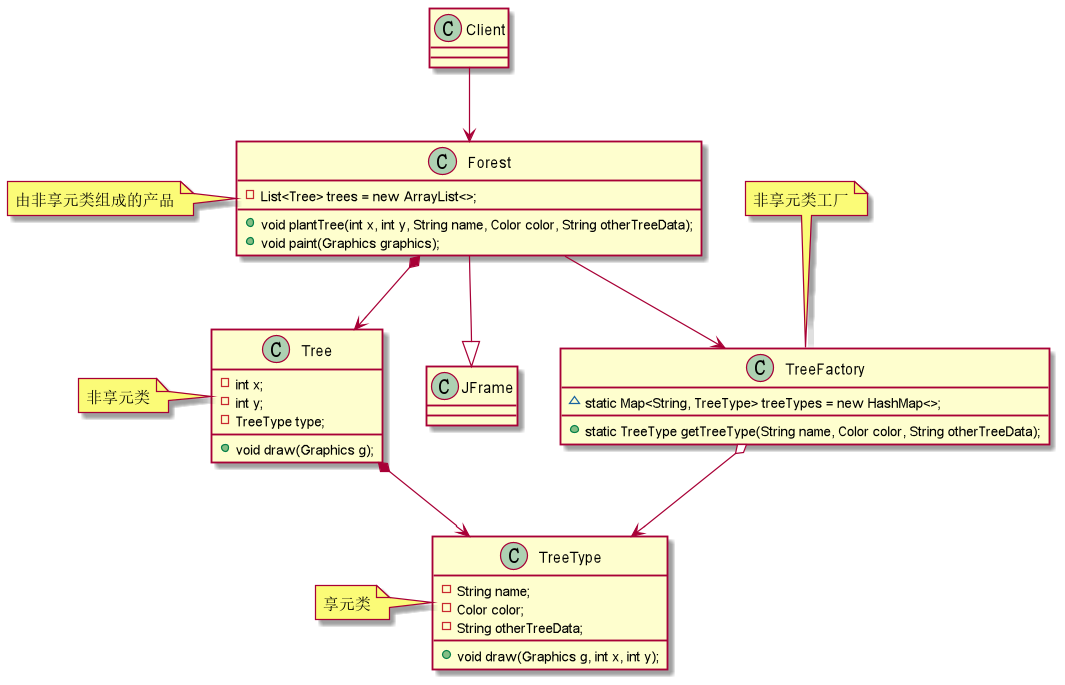 C Client
C Forest
由非享元类组成的产品
List<Tree> trees = new ArrayList<>;
void plantTree(int x, int y, String name, Color color, String otherTreeData);
void paint(Graphics graphics);
非享元类工厂
C Tree
非享元类
int x;
int y;
TreeType type;
void draw(Graphics g);
C JFrame
C TreeFactory
static Map<String, TreeType> treeTypes = new HashMap<>;
static TreeType getTreeType(String name, Color color, String otherTreeData);
C TreeType
享元类
String name;
Color color;
String otherTreeData;
void draw(Graphics g, int x, int y);